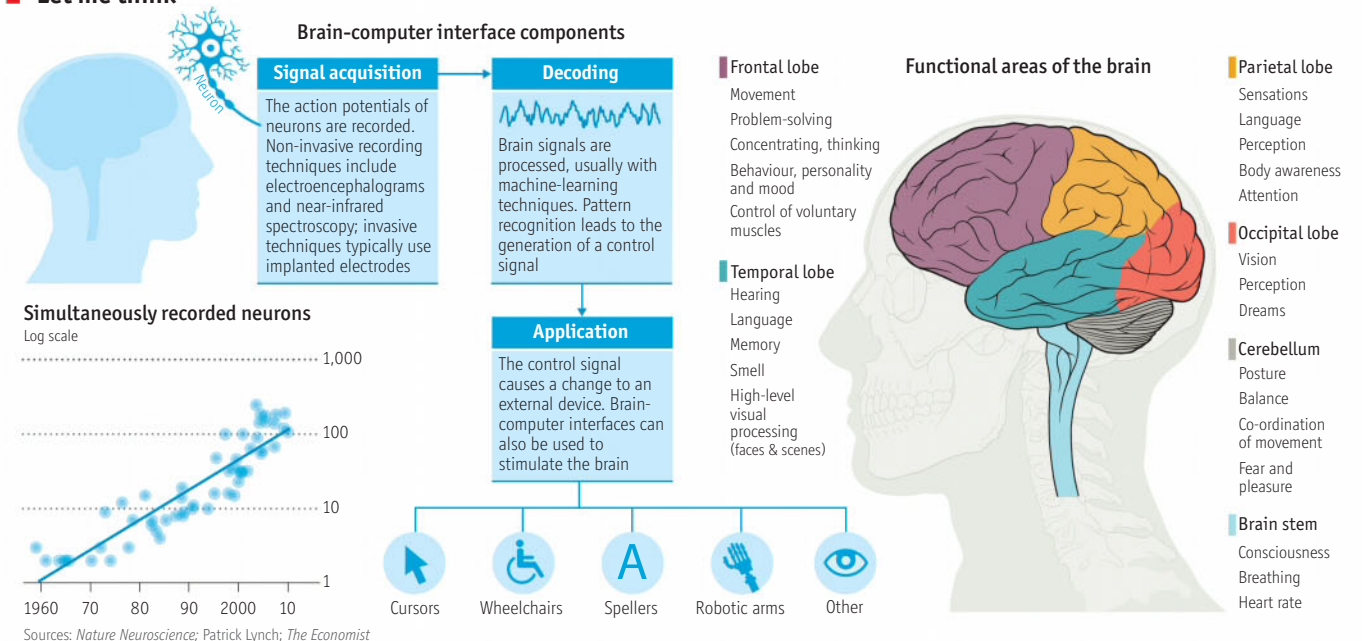 Let me think
Brain-computer interface components
Neuron
Signal acquisition
The action potentials of
neurons are recorded.
Non-invasive recording
techniques include
electroencephalograms
and near-infrared
spectroscopy; invasive
techniques typically use
implanted electrodes
Decoding
Brain signals are
processed, usually with
machine-learning
techniques. Pattern
recognition leads to the
generation of a control
signal
Application
The control signal
causes a change to an
external device. Brain-
computer interfaces can
also be used to
stimulate the brain
A
Cursors
Wheelchairs
Spellers
Robotic arms
Other
Simultaneously recorded neurons
Log scale
1,000
100
10
1
1960 70 80 90 2000 10
Sources: Nature Neuroscience; Patrick Lynch; The Economist
Functional areas of the brain
Frontal lobe
Movement
Problem-solving
Concentrating, thinking
Behaviour, personality
and mood
Control of voluntary
muscles
Temporal lobe
Hearing
Language
Memory
Smell
High-level
visual
processing
(faces & scenes)
Parietal lobe
Sensations
Language
Perception
Body awareness
Attention
Occipital lobe
Vision
Perception
Dreams
Cerebellum
Posture
Balance
Co-ordination
of movement
Fear and
pleasure
Brain stem
Consciousness
Breathing
Heart rate